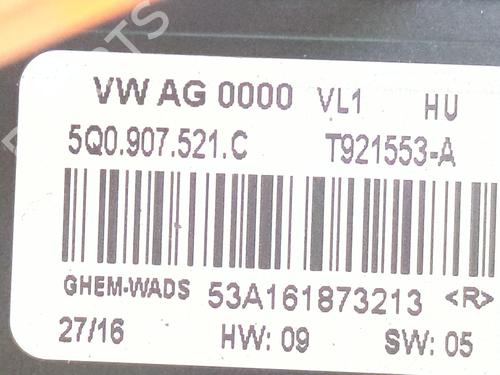 VW AG 0000 VL1 HU
5Q0.907.521.C T921553-A
GHEM-WADS 53A161873213 <R>
27/16 HW: 09 SW: 05